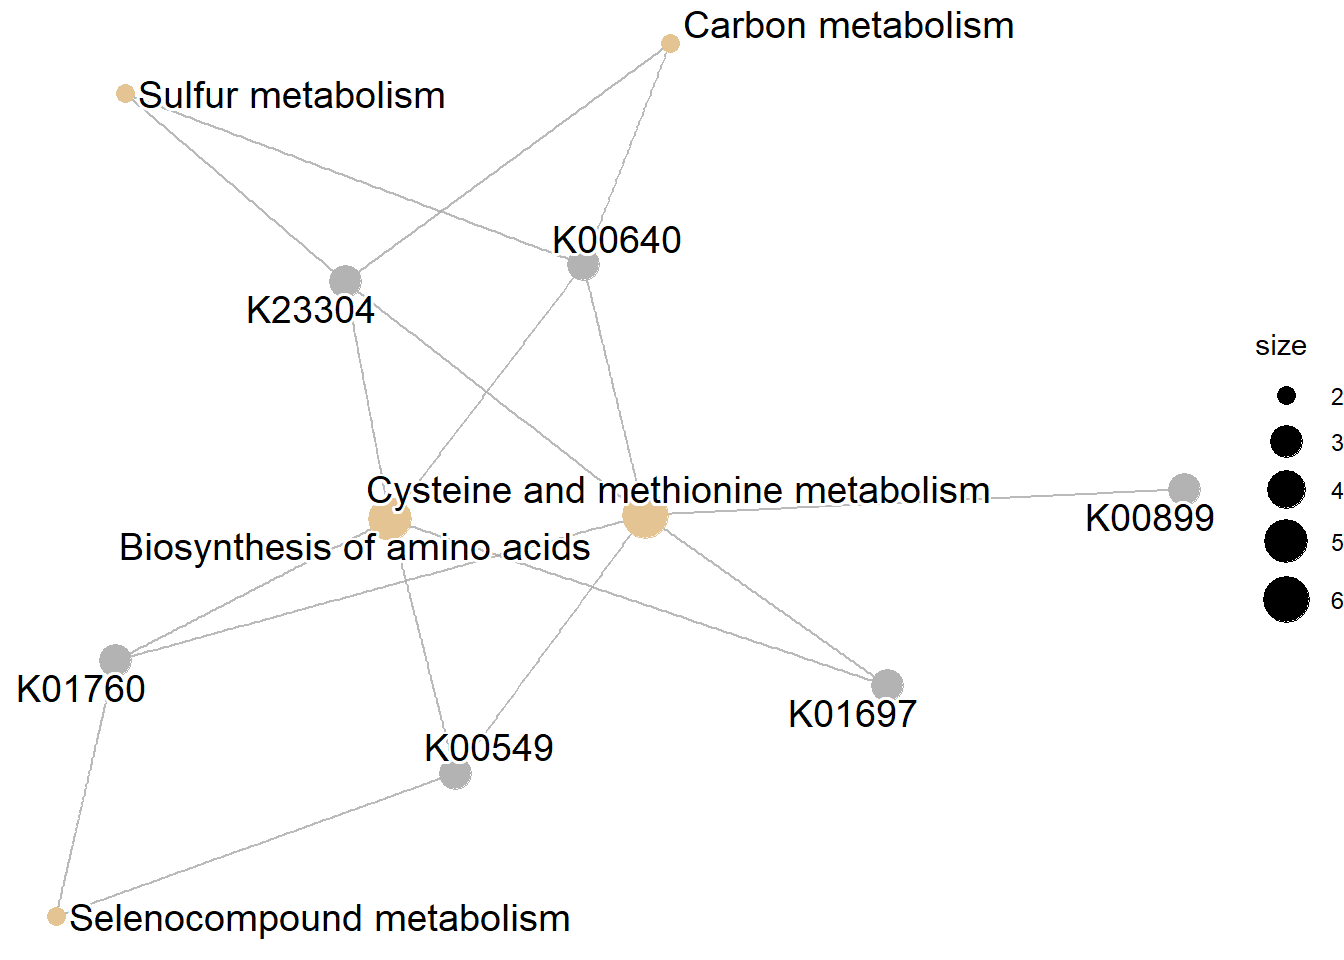 Carbon metabolism
Sulfur metabolism
K00640
K23304
size
2
3
4
5
6
Cysteine and methionine metabolism
K00899
Biosynthesis of amino acids
K01760
K01697
K00549
Selenocompound metabolism